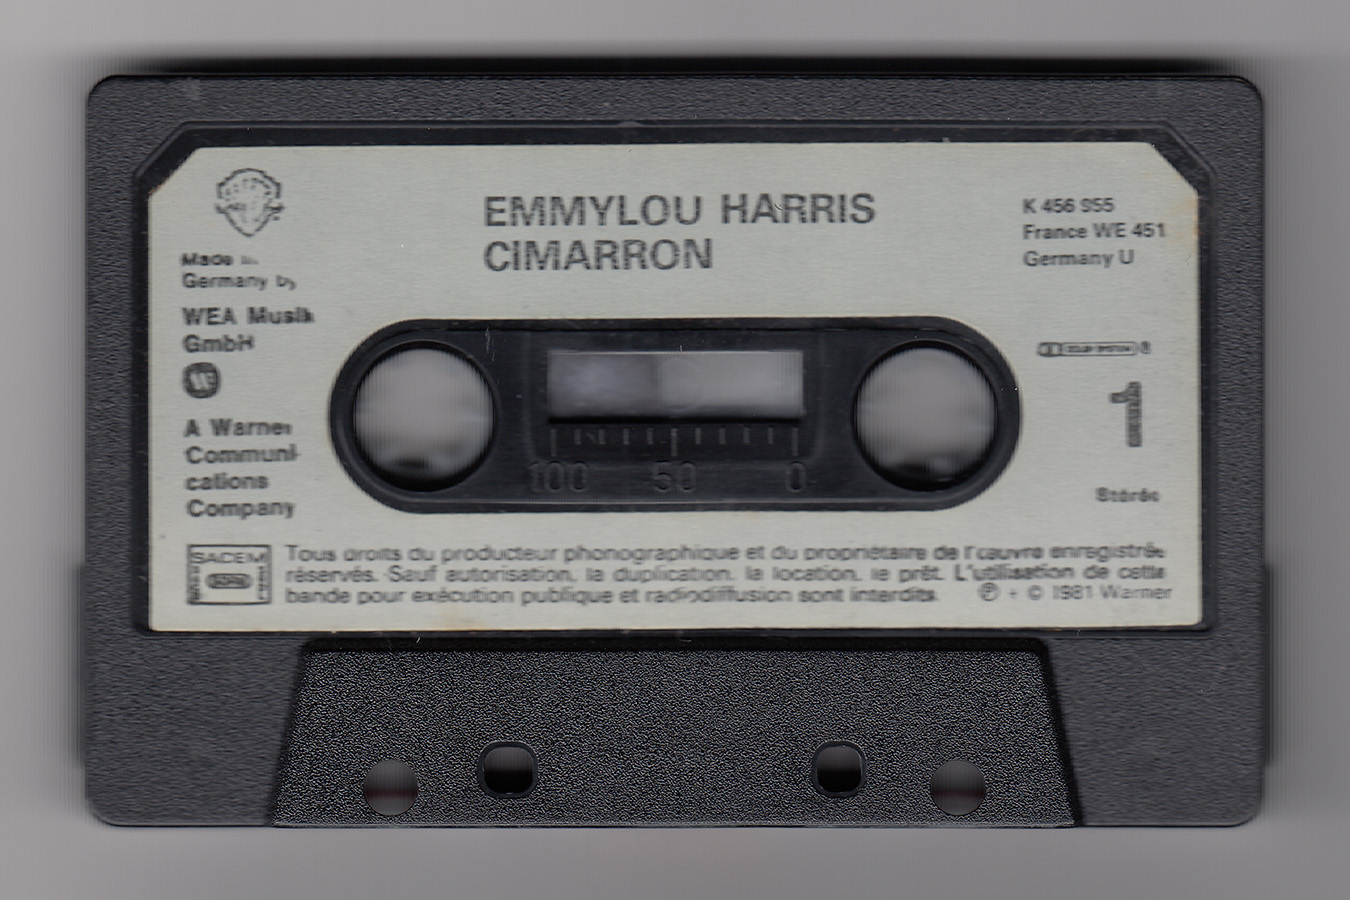 EMMYLOU HARRIS
CIMARRON
K 456 955
France WE 451
Germany U
Made in
Germany by
WEA Musik
GmbH
A Warner
Communi-
cations
Company
DOLBY SYSTEM
1
Stéréo
100 50 0
SACEM
Tous droits du producteur phonographique et du propriétaire de l'œuvre enregistrée
réservés. Sauf autorisation, la duplication, la location, le prêt. L'utilisation de cette
bande pour exécution publique et radiodiffusion sont interdits. ℗ + © 1981 Warner